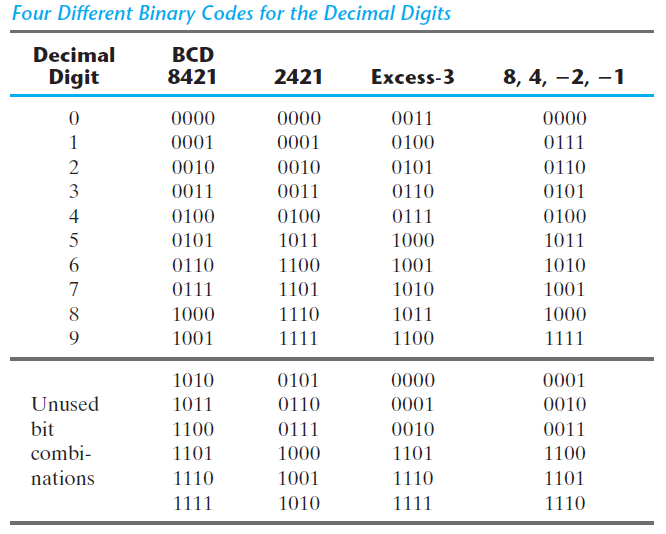 Four Different Binary Codes for the Decimal Digits
Decimal Digit BCD 8421 2421 Excess-3 8, 4, −2, −1
0 0000 0000 0011 0000
1 0001 0001 0100 0111
2 0010 0010 0101 0110
3 0011 0011 0110 0101
4 0100 0100 0111 0100
5 0101 1011 1000 1011
6 0110 1100 1001 1010
7 0111 1101 1010 1001
8 1000 1110 1011 1000
9 1001 1111 1100 1111
1010 0101 0000 0001
Unused 1011 0110 0001 0010
bit 1100 0111 0010 0011
combi- 1101 1000 1101 1100
nations 1110 1001 1110 1101
1111 1010 1111 1110